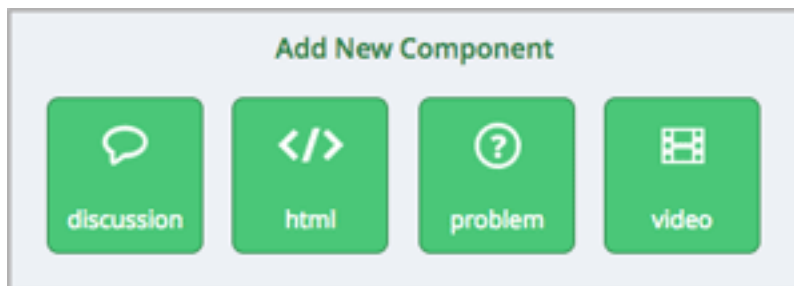 Add New Component
discussion
html
problem
video